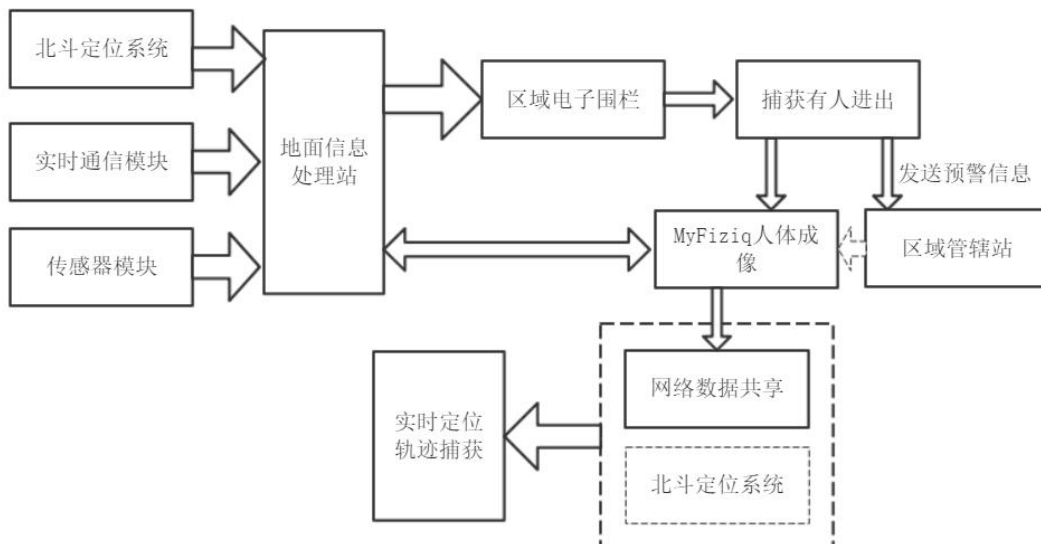 北斗定位系统
实时通信模块
传感器模块
地面信息
处理站
区域电子围栏
捕获有人进出
发送预警信息
MyFiziq人体成
像
区域管辖站
网络数据共享
北斗定位系统
实时定位
轨迹捕获